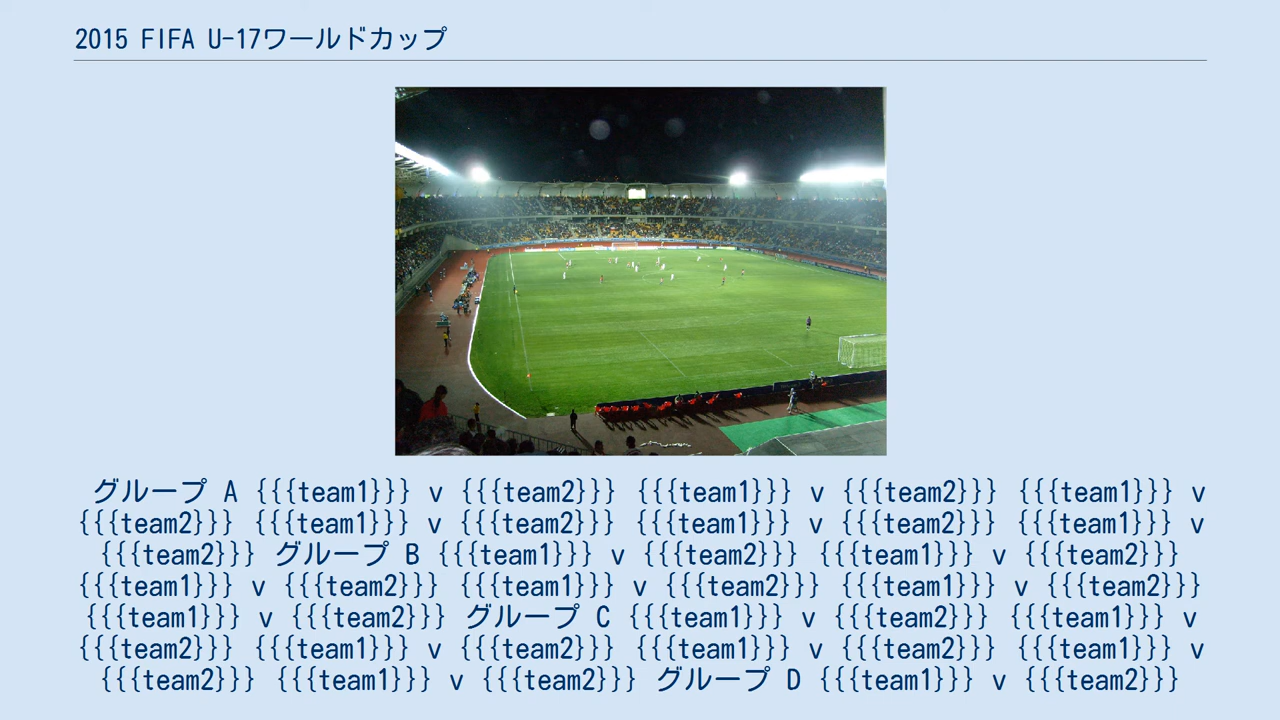 2015 FIFA U-17ワールドカップ
グループ A {{{team1}}} v {{{team2}}} {{{team1}}} v {{{team2}}} {{{team1}}} v
{{{team2}}} {{{team1}}} v {{{team2}}} {{{team1}}} v {{{team2}}} {{{team1}}} v
{{{team2}}} グループ B {{{team1}}} v {{{team2}}} {{{team1}}} v {{{team2}}}
{{{team1}}} v {{{team2}}} {{{team1}}} v {{{team2}}} {{{team1}}} v {{{team2}}}
{{{team1}}} v {{{team2}}} グループ C {{{team1}}} v {{{team2}}} {{{team1}}} v
{{{team2}}} {{{team1}}} v {{{team2}}} {{{team1}}} v {{{team2}}} {{{team1}}} v
{{{team2}}} {{{team1}}} v {{{team2}}} グループ D {{{team1}}} v {{{team2}}}